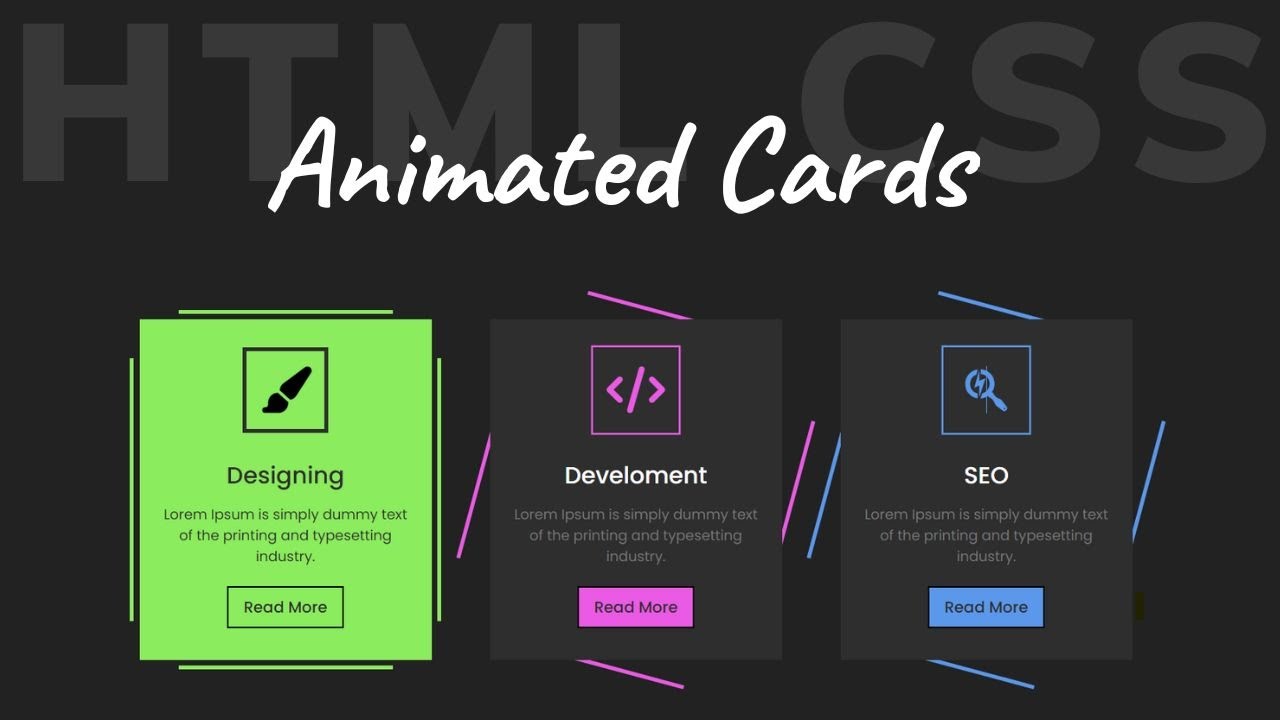 HTML CSS
Animated Cards
Designing
Lorem Ipsum is simply dummy text
of the printing and typesetting
industry.
Read More
Develoment
Lorem Ipsum is simply dummy text
of the printing and typesetting
industry.
Read More
SEO
Lorem Ipsum is simply dummy text
of the printing and typesetting
industry.
Read More